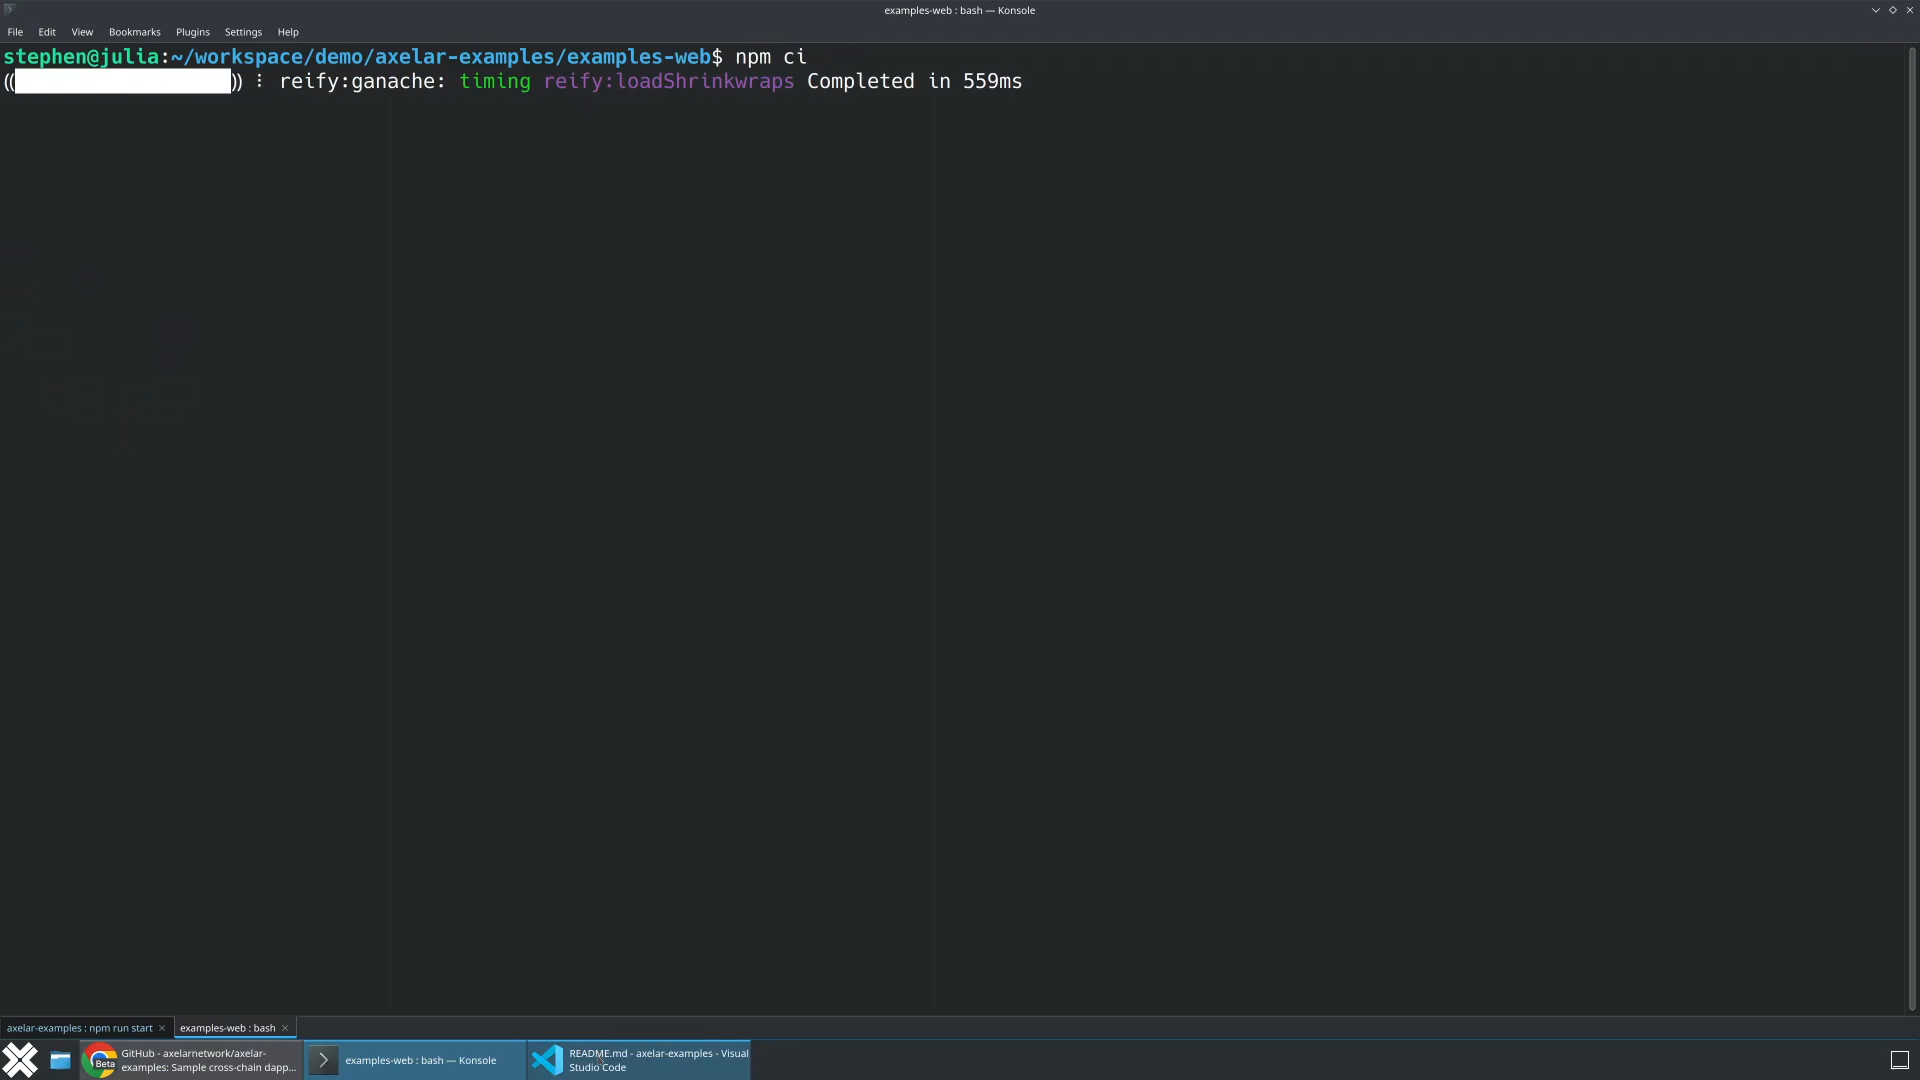 examples-web : bash — Konsole
File Edit View Bookmarks Plugins Settings Help
stephen@julia:~/workspace/demo/axelar-examples/examples-web$ npm ci
(( )) ⠸ reify:ganache: timing reify:loadShrinkwraps Completed in 559ms
axelar-examples : npm run start
examples-web : bash
Beta
GitHub - axelarnetwork/axelar-
examples: Sample cross-chain dapp...
examples-web : bash — Konsole
README.md - axelar-examples - Visual
Studio Code